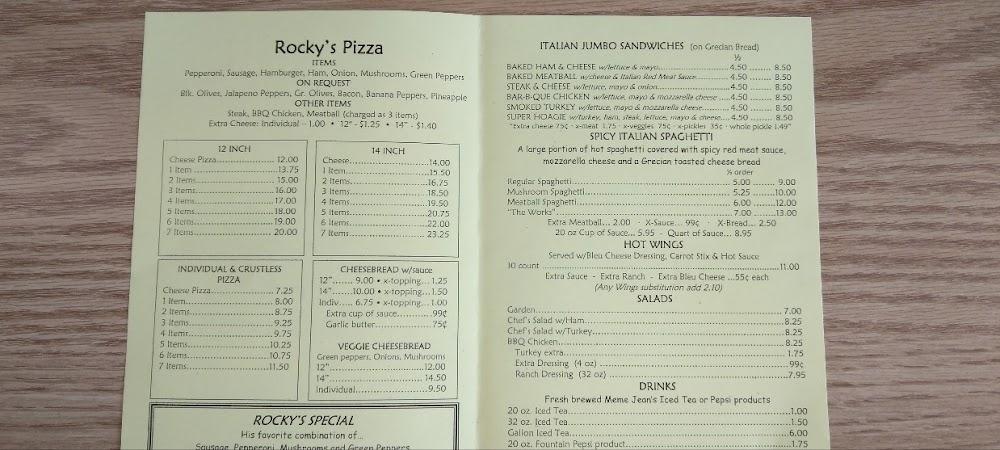 Rocky's Pizza
ITEMS
Pepperoni, Sausage, Hamburger, Ham, Onion, Mushrooms, Green Peppers
ON REQUEST
Blk. Olives, Jalapeno Peppers, Gr. Olives, Bacon, Banana Peppers, Pineapple
OTHER ITEMS
Steak, BBQ Chicken, Meatball (charged as 3 items)
Extra Cheese: Individual - 1.00 • 12" - $1.25 • 14" - $1.40
12 INCH
Cheese Pizza 12.00
1 Item 13.75
2 Items 15.00
3 Items 16.00
4 Items 17.00
5 Items 18.00
6 Items 19.00
7 Items 20.00
14 INCH
Cheese 14.00
1 Item 15.50
2 Items 16.75
3 Items 18.50
4 Items 19.50
5 Items 20.75
6 Items 22.00
7 Items 23.25
INDIVIDUAL & CRUSTLESS
PIZZA
Cheese Pizza 7.25
1 Item 8.00
2 Items 8.75
3 Items 9.25
4 Items 9.75
5 Items 10.25
6 Items 10.75
7 Items 11.50
CHEESEBREAD w/sauce
12" 9.00 • x-topping 1.25
14" 10.00 • x-topping 1.50
Indiv. 6.75 • x-topping 1.00
Extra cup of sauce 99¢
Garlic butter 75¢
VEGGIE CHEESEBREAD
Green peppers, Onions, Mushrooms
12" 12.00
14" 14.50
Individual 9.50
ROCKY'S SPECIAL
His favorite combination of...
Sausage, Pepperoni, Mushrooms and Green Peppers
ITALIAN JUMBO SANDWICHES (on Grecian Bread)
½
BAKED HAM & CHEESE w/lettuce & mayo 4.50 8.50
BAKED MEATBALL w/cheese & Italian Red Meat Sauce 4.50 8.50
STEAK & CHEESE w/lettuce, mayo & onion 4.50 8.50
BAR-B-QUE CHICKEN w/lettuce, mayo & mozzarella cheese 4.50 8.50
SMOKED TURKEY w/lettuce, mayo & mozzarella cheese 4.50 8.50
SUPER HOAGIE w/turkey, ham, steak, lettuce, mayo & cheese 4.50 8.50
"Extra cheese 75¢ · x-meat 1.75 · x-veggies 75¢ · x-pickles 35¢ · whole pickle 1.49"
SPICY ITALIAN SPAGHETTI
A large portion of hot spaghetti covered with spicy red meat sauce,
mozzarella cheese and a Grecian toasted cheese bread
½ order
Regular Spaghetti 5.00 9.00
Mushroom Spaghetti 5.25 10.00
Meatball Spaghetti 6.00 12.00
"The Works" 7.00 13.00
Extra Meatball... 2.00 · X-Sauce... 99¢ · X-Bread... 2.50
20 oz Cup of Sauce... 5.95 - Quart of Sauce... 8.95
HOT WINGS
Served w/Bleu Cheese Dressing, Carrot Stix & Hot Sauce
10 count 11.00
Extra Sauce - Extra Ranch - Extra Bleu Cheese ...55¢ each
(Any Wings substitution add 2.10)
SALADS
Garden 7.00
Chef's Salad w/Ham 8.25
Chef's Salad w/Turkey 8.25
BBQ Chicken 8.25
Turkey extra 1.75
Extra Dressing (4 oz) 99¢
Ranch Dressing (32 oz) 7.95
DRINKS
Fresh brewed Meme Jean's Iced Tea or Pepsi products
20 oz. Iced Tea 1.00
32 oz. Iced Tea 1.50
Gallon Iced Tea 6.00
20 oz. Fountain Pepsi product 1.75